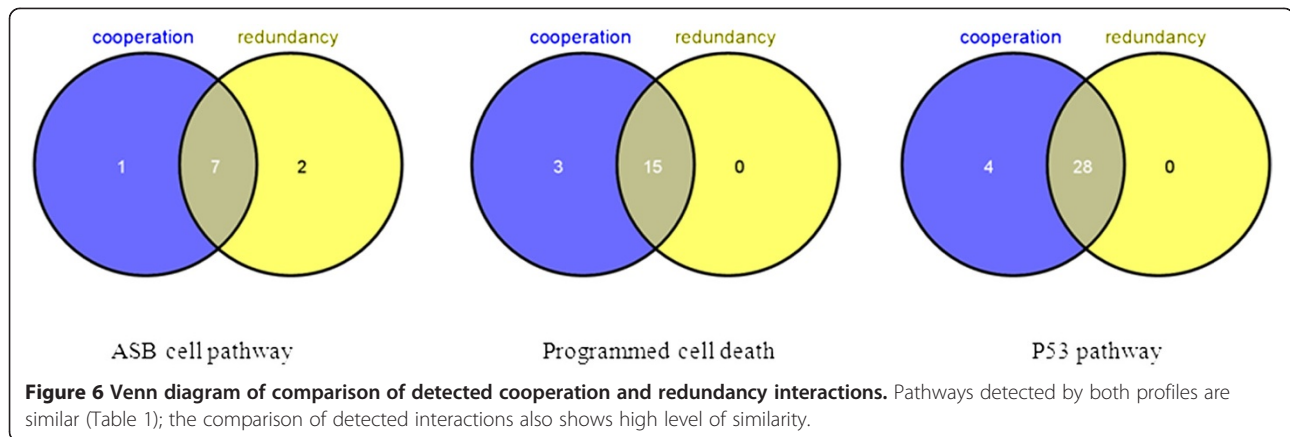 cooperation redundancy cooperation redundancy cooperation redundancy
1 7 2 3 15 0 4 28 0
ASB cell pathway Programmed cell death P53 pathway
Figure 6 Venn diagram of comparison of detected cooperation and redundancy interactions. Pathways detected by both profiles are
similar (Table 1); the comparison of detected interactions also shows high level of similarity.